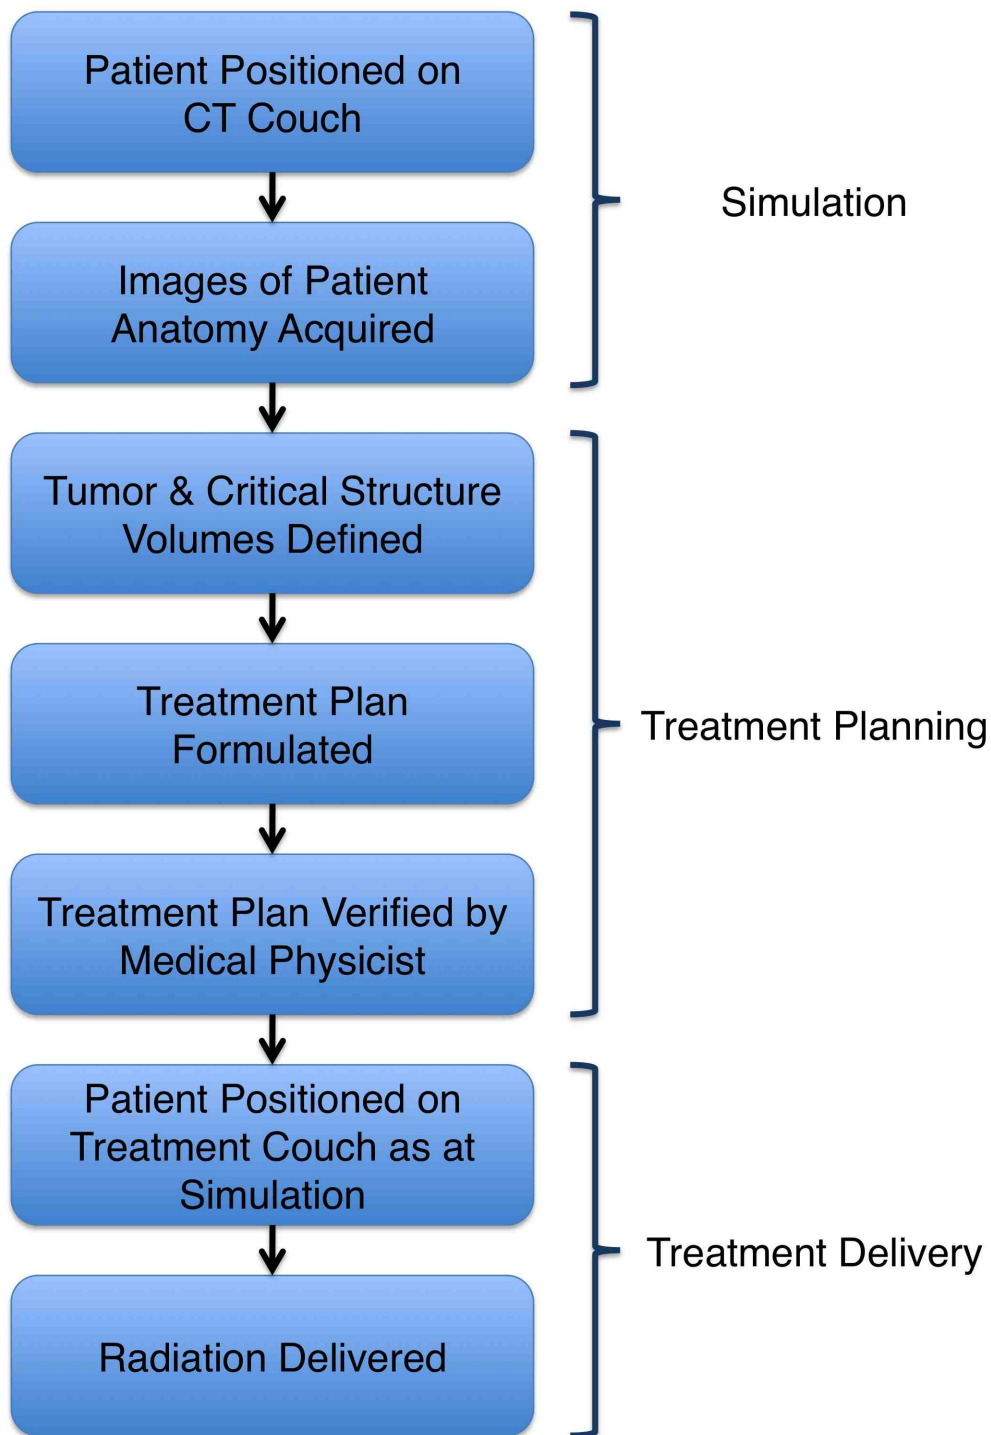 Patient Positioned on
CT Couch
Simulation
Images of Patient
Anatomy Acquired
Tumor & Critical Structure
Volumes Defined
Treatment Plan
Formulated
Treatment Planning
Treatment Plan Verified by
Medical Physicist
Patient Positioned on
Treatment Couch as at
Simulation
Treatment Delivery
Radiation Delivered